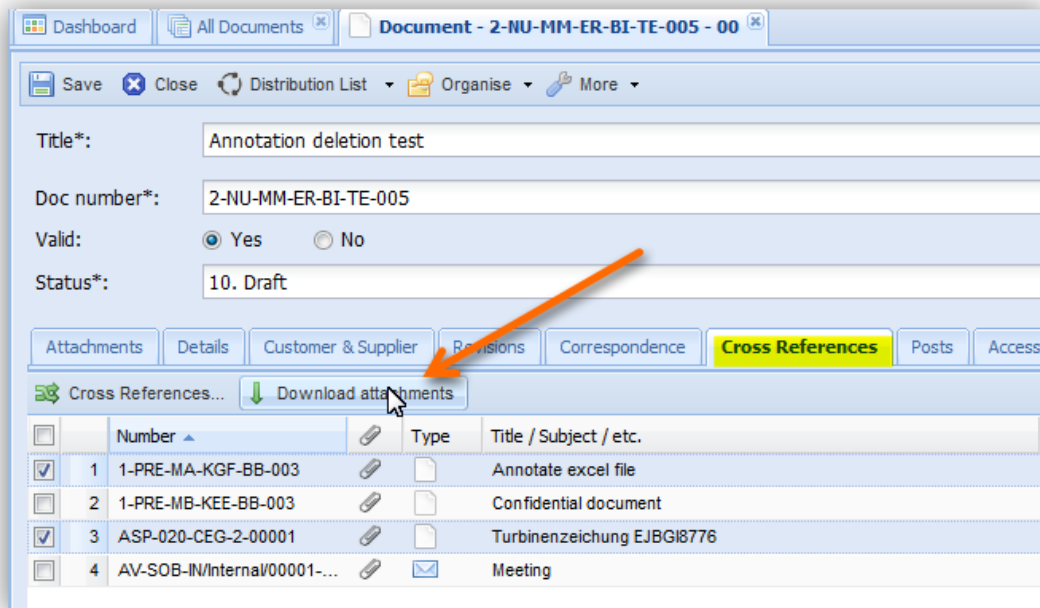 Dashboard All Documents Document - 2-NU-MM-ER-BI-TE-005 - 00
Save Close Distribution List Organise More
Title*: Annotation deletion test
Doc number*: 2-NU-MM-ER-BI-TE-005
Valid: Yes No
Status*: 10. Draft
Attachments Details Customer & Supplier Revisions Correspondence Cross References Posts Access
Cross References... Download attachments
Number Type Title / Subject / etc.
1 1-PRE-MA-KGF-BB-003 Annotate excel file
2 1-PRE-MB-KEE-BB-003 Confidential document
3 ASP-020-CEG-2-00001 Turbinenzeichung EJBGI8776
4 AV-SOB-IN/Internal/00001-... Meeting